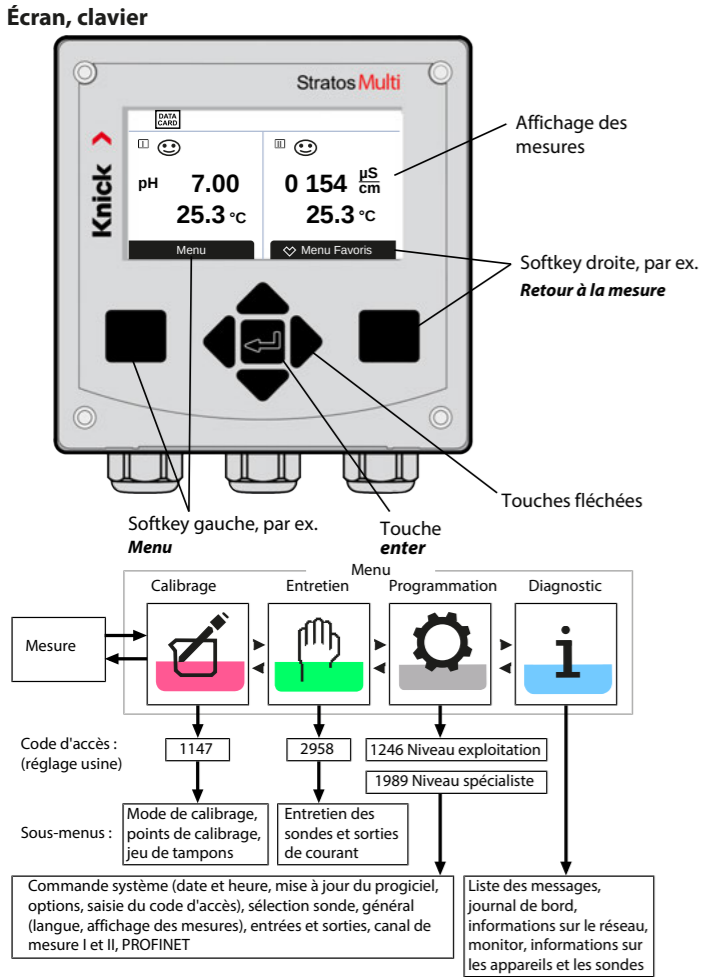 Écran, clavier
Stratos Multi
DATA
CARD
Knick >
I
II
pH 7.00
0 154 µS
cm
25.3 °C
25.3 °C
Menu
Menu Favoris
Affichage des
mesures
Softkey droite, par ex.
Retour à la mesure
Touches fléchées
Softkey gauche, par ex.
Menu
Touche
enter
Menu
Calibrage
Entretien
Programmation
Diagnostic
Mesure
i
Code d'accès :
(réglage usine)
1147
2958
1246 Niveau exploitation
1989 Niveau spécialiste
Sous-menus :
Mode de calibrage,
points de calibrage,
jeu de tampons
Entretien des
sondes et sorties
de courant
Commande système (date et heure, mise à jour du progiciel,
options, saisie du code d'accès), sélection sonde, général
(langue, affichage des mesures), entrées et sorties, canal de
mesure I et II, PROFINET
Liste des messages,
journal de bord,
informations sur le réseau,
monitor, informations sur
les appareils et les sondes